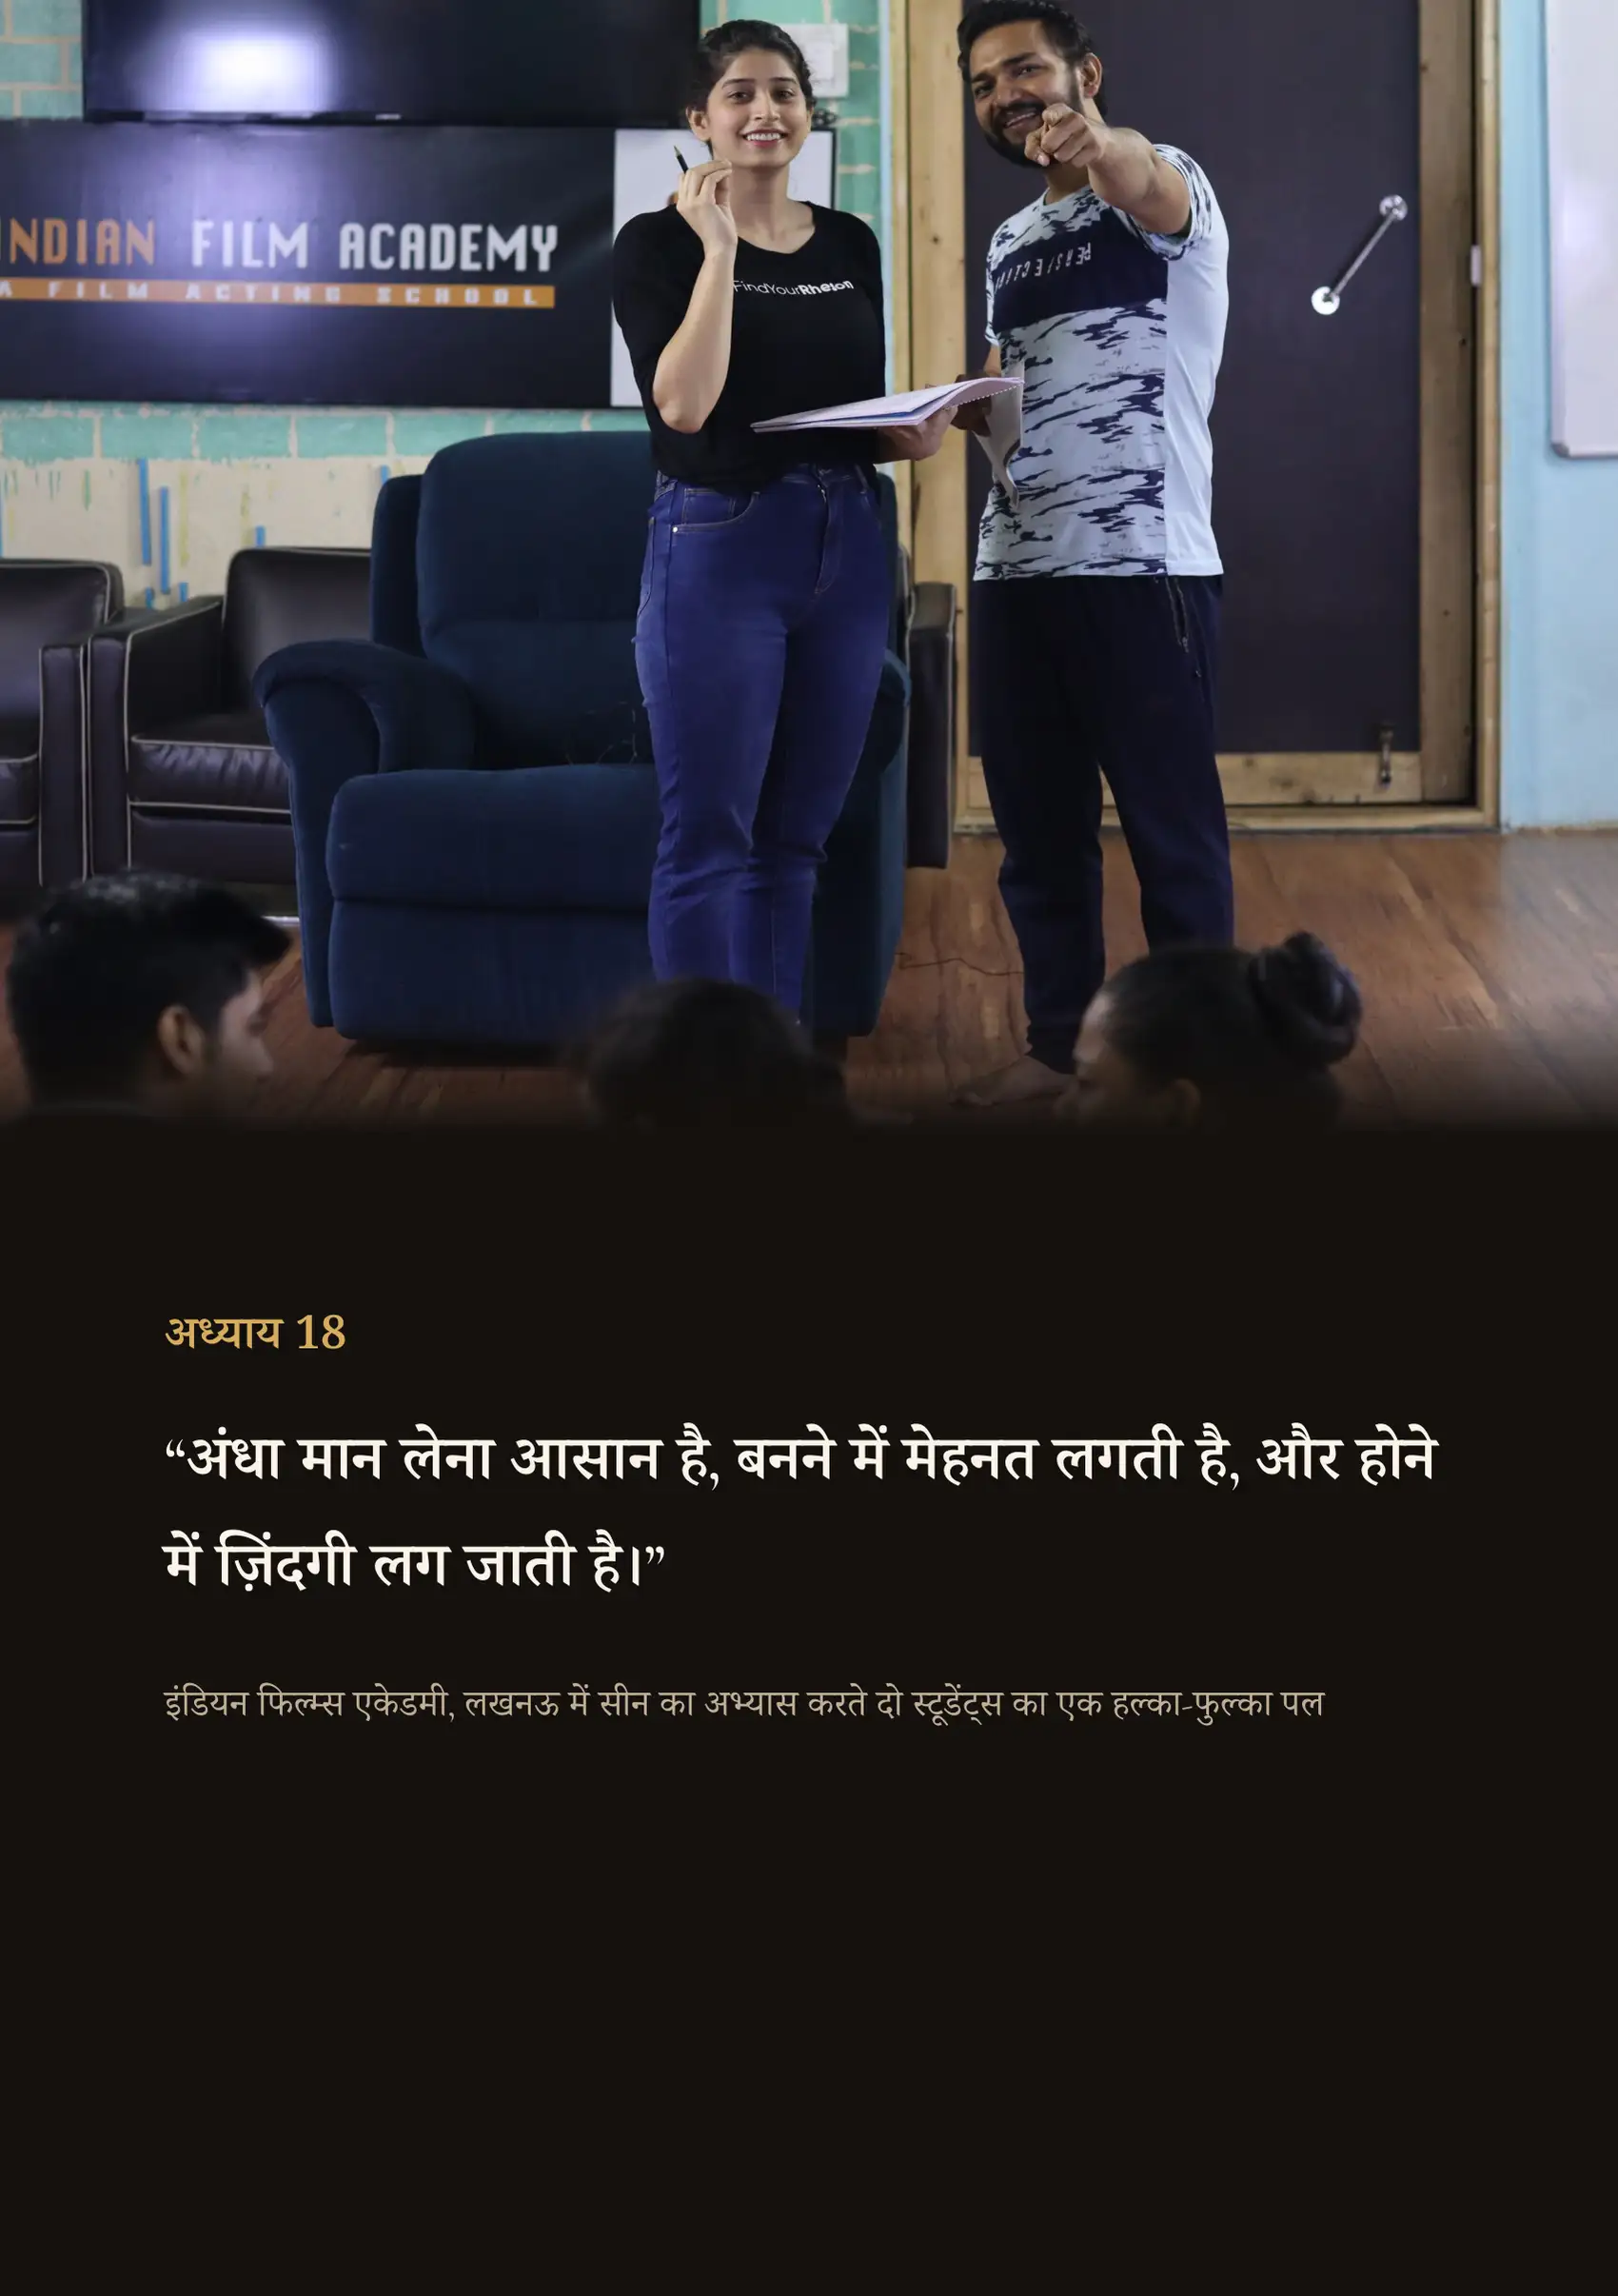 INDIAN FILM ACADEMY
A FILM ACTING SCHOOL
FindYourRheson
अध्याय 18
“अंधा मान लेना आसान है, बनने में मेहनत लगती है, और होने
में ज़िंदगी लग जाती है।”
इंडियन फिल्म्स एकेडमी, लखनऊ में सीन का अभ्यास करते दो स्टूडेंट्स का एक हल्का-फुल्का पल